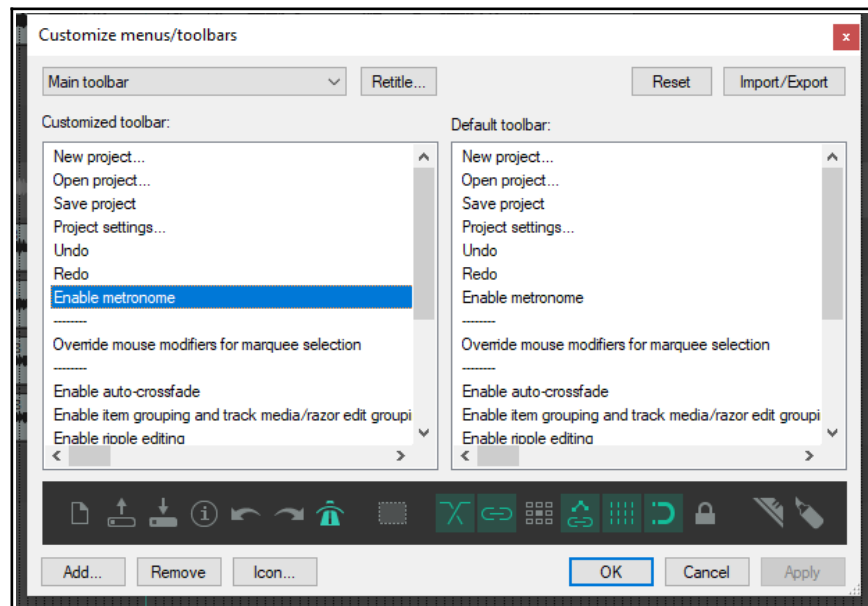 Customize menus/toolbars
x
Main toolbar
Retitle...
Reset
Import/Export
Customized toolbar:
Default toolbar:
New project...
Open project...
Save project
Project settings...
Undo
Redo
Enable metronome
--------
Override mouse modifiers for marquee selection
--------
Enable auto-crossfade
Enable item grouping and track media/razor edit groupi
Enable ripple editing
New project...
Open project...
Save project
Project settings...
Undo
Redo
Enable metronome
--------
Override mouse modifiers for marquee selection
--------
Enable auto-crossfade
Enable item grouping and track media/razor edit groupi
Enable ripple editing
Add...
Remove
Icon...
OK
Cancel
Apply